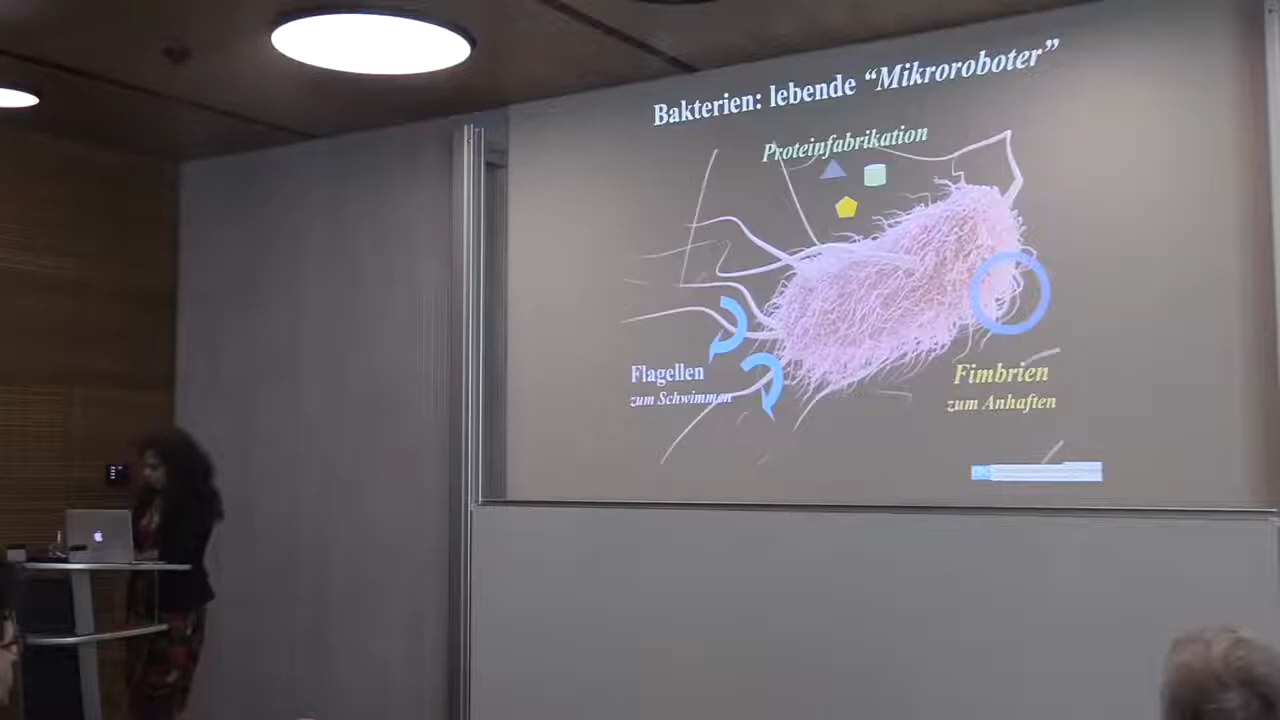 Bakterien: lebende “Mikroroboter”
Proteinfabrikation
Flagellen
zum Schwimmen
Fimbrien
zum Anhaften